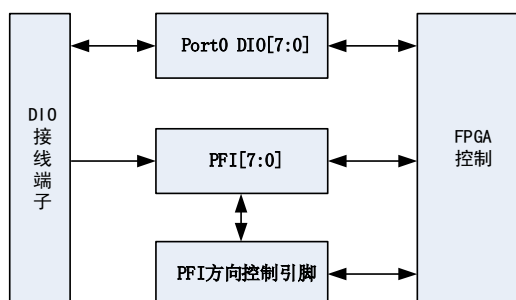 Port0 DIO[7:0]
DIO
接
线
端
子
FPGA
控制
PFI[7:0]
PFI方向控制引脚